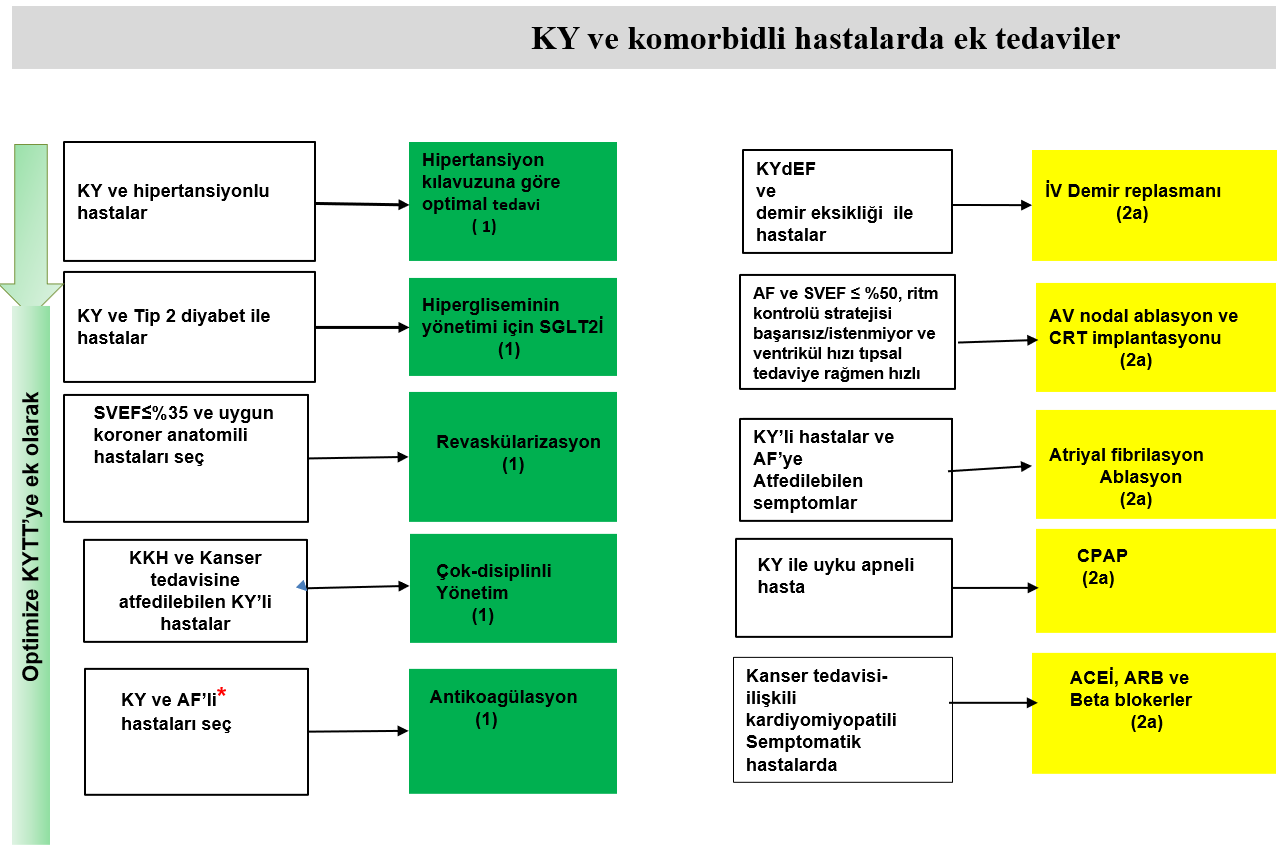 KY ve komorbidli hastalarda ek tedaviler
Optimize KYTT’ye ek olarak
KY ve hipertansiyonlu
hastalar
Hipertansiyon
kılavuzuna göre
optimal tedavi
( 1)
KY ve Tip 2 diyabet ile
hastalar
Hipergliseminin
yönetimi için SGLT2İ
(1)
SVEF≤%35 ve uygun
koroner anatomili
hastaları seç
Revaskülarizasyon
(1)
KKH ve Kanser
tedavisine
atfedilebilen KY’li
hastalar
Çok-disiplinli
Yönetim
(1)
KY ve AF’li*
hastaları seç
Antikoagülasyon
(1)
KYdEF
ve
demir eksikliği ile
hastalar
İV Demir replasmanı
(2a)
AF ve SVEF ≤ %50, ritm
kontrolü stratejisi
başarısız/istenmiyor ve
ventrikül hızı tıpsal
tedaviye rağmen hızlı
AV nodal ablasyon ve
CRT implantasyonu
(2a)
KY’li hastalar ve
AF’ye
Atfedilebilen
semptomlar
Atriyal fibrilasyon
Ablasyon
(2a)
KY ile uyku apneli
hasta
CPAP
(2a)
Kanser tedavisi-
ilişkili
kardiyomiyopatili
Semptomatik
hastalarda
ACEİ, ARB ve
Beta blokerler
(2a)